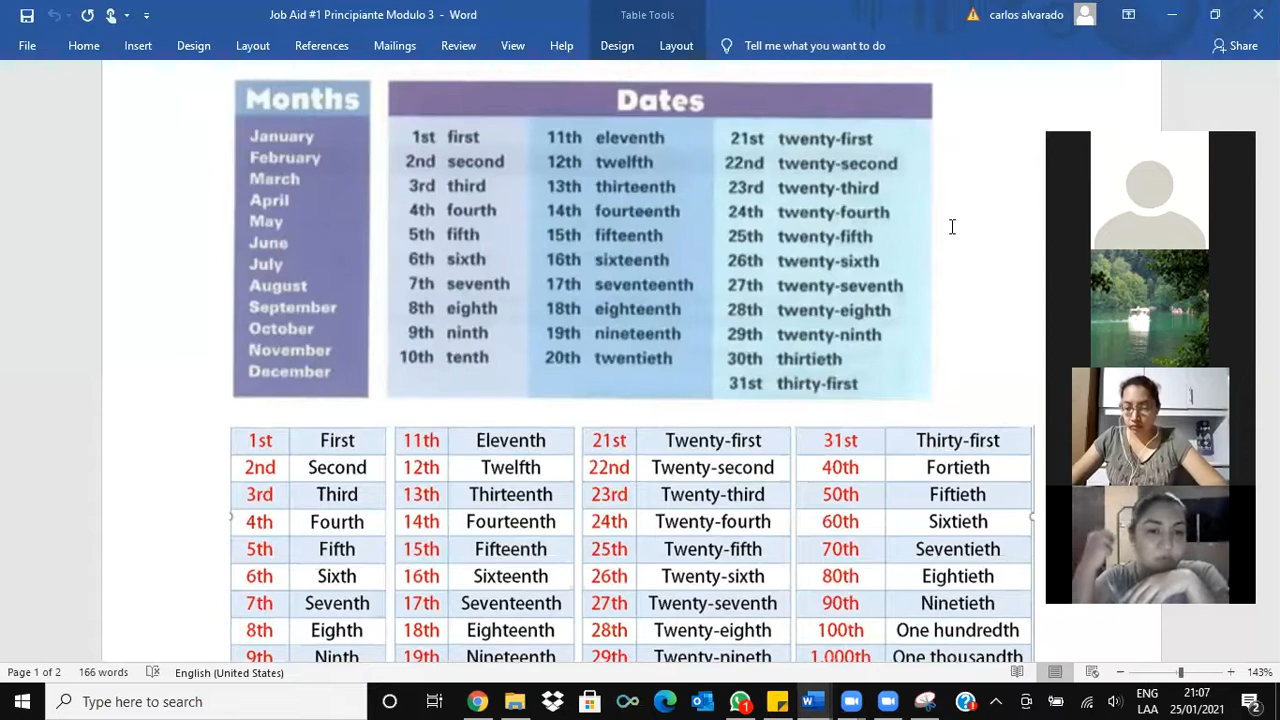 Job Aid #1 Principiante Modulo 3 - Word
Table Tools
carlos alvarado
File Home Insert Design Layout References Mailings Review View Help Design Layout Tell me what you want to do Share
Months
January
February
March
April
May
June
July
August
September
October
November
December
Dates
1st first 11th eleventh 21st twenty-first
2nd second 12th twelfth 22nd twenty-second
3rd third 13th thirteenth 23rd twenty-third
4th fourth 14th fourteenth 24th twenty-fourth
5th fifth 15th fifteenth 25th twenty-fifth
6th sixth 16th sixteenth 26th twenty-sixth
7th seventh 17th seventeenth 27th twenty-seventh
8th eighth 18th eighteenth 28th twenty-eighth
9th ninth 19th nineteenth 29th twenty-ninth
10th tenth 20th twentieth 30th thirtieth
31st thirty-first
1st First 11th Eleventh 21st Twenty-first 31st Thirty-first
2nd Second 12th Twelfth 22nd Twenty-second 40th Fortieth
3rd Third 13th Thirteenth 23rd Twenty-third 50th Fiftieth
4th Fourth 14th Fourteenth 24th Twenty-fourth 60th Sixtieth
5th Fifth 15th Fifteenth 25th Twenty-fifth 70th Seventieth
6th Sixth 16th Sixteenth 26th Twenty-sixth 80th Eightieth
7th Seventh 17th Seventeenth 27th Twenty-seventh 90th Ninetieth
8th Eighth 18th Eighteenth 28th Twenty-eighth 100th One hundredth
9th Ninth 19th Nineteenth 29th Twenty-nineth 1.000th One thousandth
Page 1 of 2 166 words English (United States) 143%
Type here to search
ENG 21:07
LAA 25/01/2021